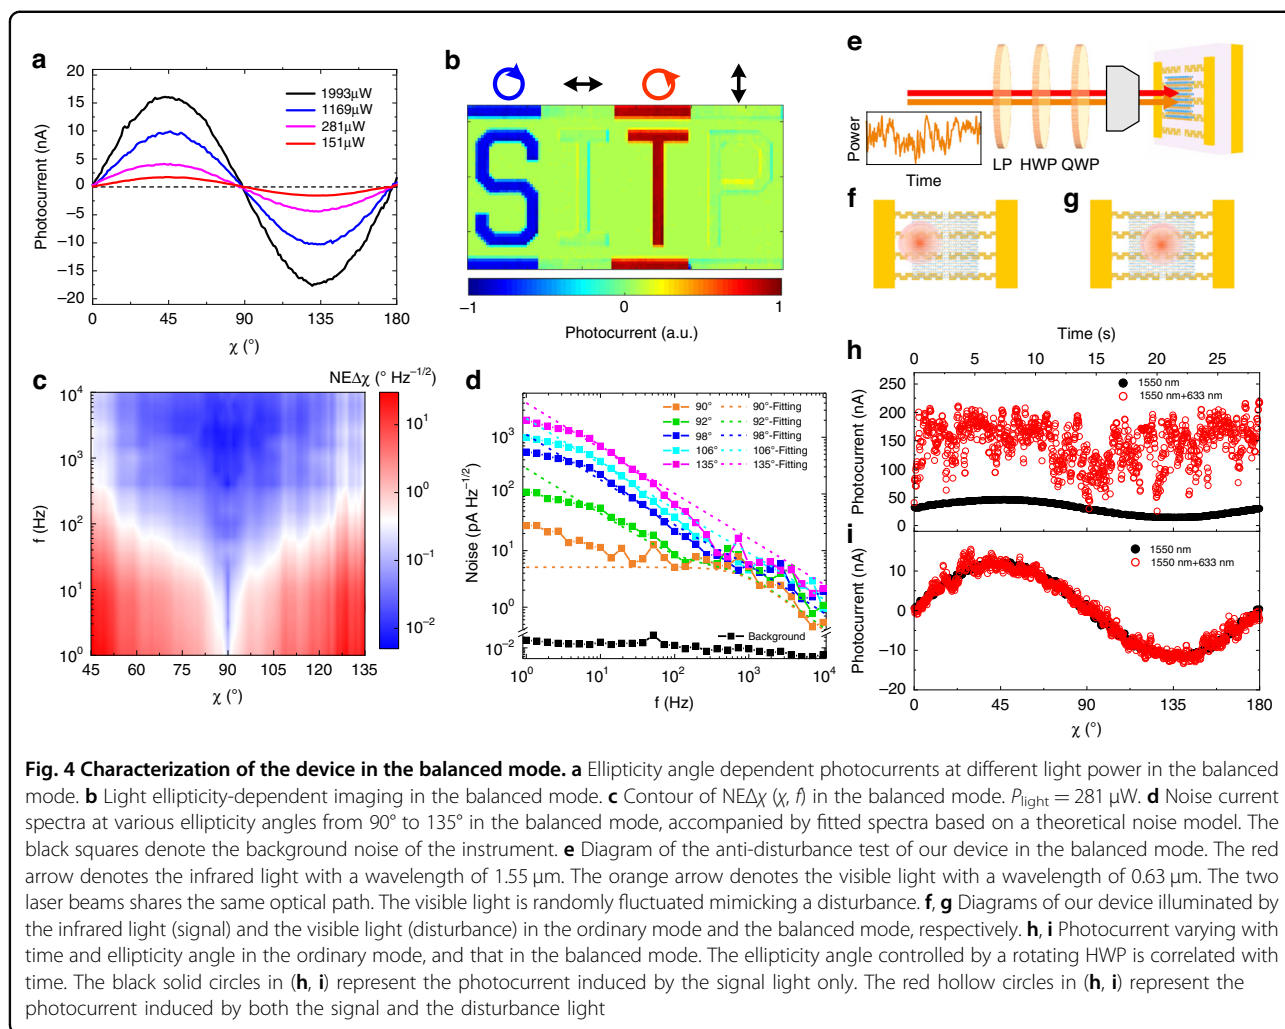 a
20
15
10
5
0
−5
−10
−15
−20
Photocurrent (nA)
1993μW
1169μW
281μW
151μW
0 45 90 135 180
χ (°)
b
S I T P
−1 0 1
Photocurrent (a.u.)
e
Power
Time
LP HWP QWP
f
g
c
NEΔχ (° Hz−1/2)
10⁴
10³
10²
10¹
10⁰
f (Hz)
45 60 75 90 105 120 135
χ (°)
10¹
10⁰
10⁻¹
10⁻²
d
10³
10²
10¹
10⁰
10⁻²
Noise (pA Hz−1/2)
90° 90°-Fitting
92° 92°-Fitting
98° 98°-Fitting
106° 106°-Fitting
135° 135°-Fitting
Background
10⁰ 10¹ 10² 10³ 10⁴
f (Hz)
h
Time (s)
0 5 10 15 20 25
250
200
150
100
50
0
Photocurrent (nA)
1550 nm
1550 nm+633 nm
i
10
0
−10
−20
Photocurrent (nA)
1550 nm
1550 nm+633 nm
0 45 90 135 180
χ (°)
Fig. 4 Characterization of the device in the balanced mode. a Ellipticity angle dependent photocurrents at different light power in the balanced
mode. b Light ellipticity-dependent imaging in the balanced mode. c Contour of NEΔχ (χ, f) in the balanced mode. Plight = 281 μW. d Noise current
spectra at various ellipticity angles from 90° to 135° in the balanced mode, accompanied by fitted spectra based on a theoretical noise model. The
black squares denote the background noise of the instrument. e Diagram of the anti-disturbance test of our device in the balanced mode. The red
arrow denotes the infrared light with a wavelength of 1.55 μm. The orange arrow denotes the visible light with a wavelength of 0.63 μm. The two
laser beams shares the same optical path. The visible light is randomly fluctuated mimicking a disturbance. f, g Diagrams of our device illuminated by
the infrared light (signal) and the visible light (disturbance) in the ordinary mode and the balanced mode, respectively. h, i Photocurrent varying with
time and ellipticity angle in the ordinary mode, and that in the balanced mode. The ellipticity angle controlled by a rotating HWP is correlated with
time. The black solid circles in (h, i) represent the photocurrent induced by the signal light only. The red hollow circles in (h, i) represent the
photocurrent induced by both the signal and the disturbance light